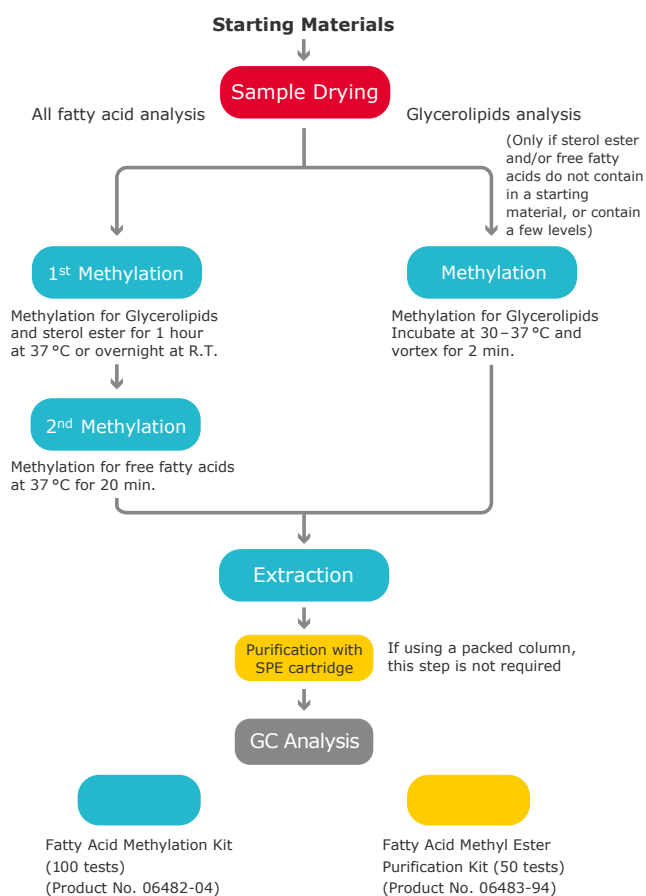 Starting Materials
Sample Drying
All fatty acid analysis
Glycerolipids analysis
(Only if sterol ester
and/or free fatty
acids do not contain
in a starting
material, or contain
a few levels)
1st Methylation
Methylation for Glycerolipids
and sterol ester for 1 hour
at 37 °C or overnight at R.T.
Methylation
Methylation for Glycerolipids
Incubate at 30–37 °C and
vortex for 2 min.
2nd Methylation
Methylation for free fatty acids
at 37 °C for 20 min.
Extraction
Purification with
SPE cartridge
If using a packed column,
this step is not required
GC Analysis
Fatty Acid Methylation Kit
(100 tests)
(Product No. 06482-04)
Fatty Acid Methyl Ester
Purification Kit (50 tests)
(Product No. 06483-94)